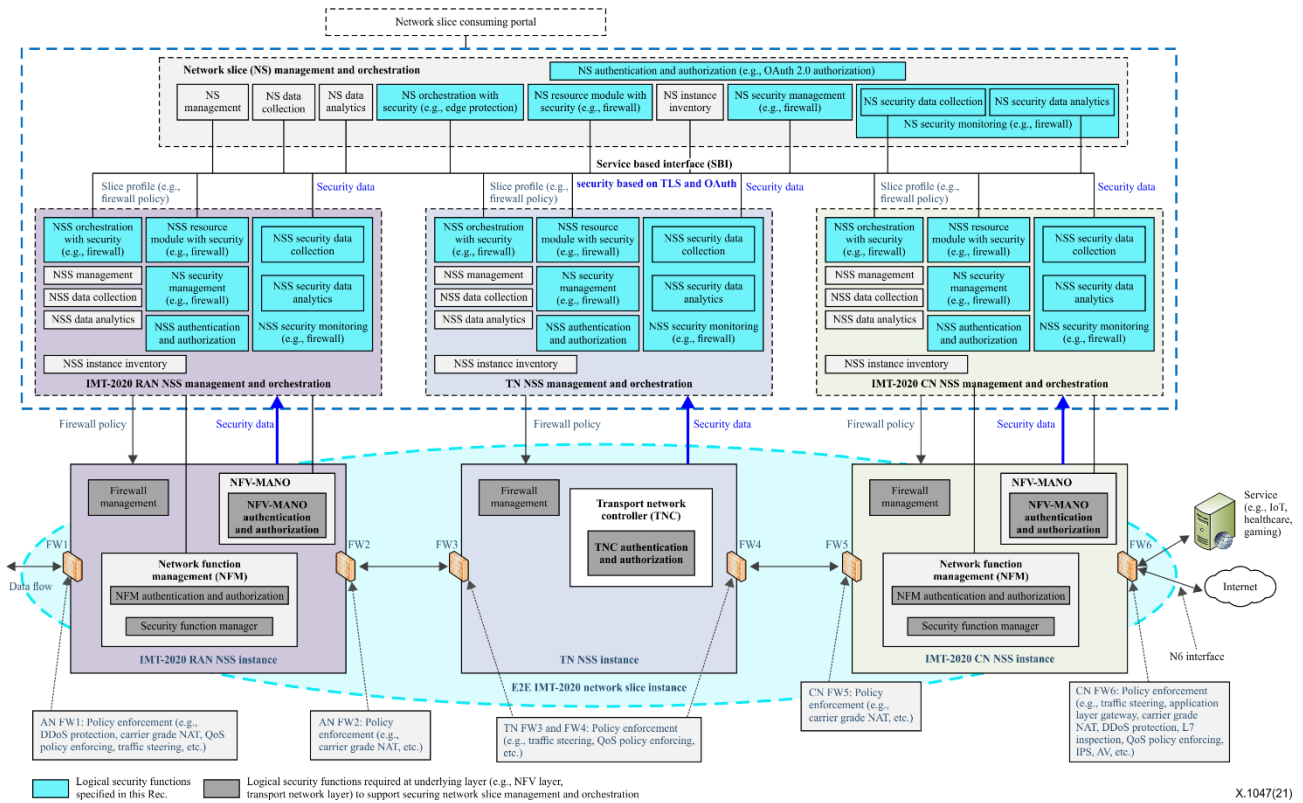 Network slice consuming portal
Network slice (NS) management and orchestration
NS authentication and authorization (e.g., OAuth 2.0 authorization)
NS
management
NS data
collection
NS data
analytics
NS orchestration with
security (e.g., edge protection)
NS resource module with
security (e.g., firewall)
NS instance
inventory
NS security management
(e.g., firewall)
NS security data collection
NS security data analytics
NS security monitoring (e.g., firewall)
Service based interface (SBI)
security based on TLS and OAuth
Slice profile (e.g.,
firewall policy)
Security data
Slice profile (e.g.,
firewall policy)
Security data
Slice profile (e.g.,
firewall policy)
Security data
NSS orchestration
with security
(e.g., firewall)
NSS resource
module with security
(e.g., firewall)
NSS security data
collection
NSS management
NSS data collection
NSS data analytics
NS security
management
(e.g., firewall)
NSS security data
analytics
NSS authentication
and authorization
NSS security monitoring
(e.g., firewall)
NSS instance inventory
IMT-2020 RAN NSS management and orchestration
NSS orchestration
with security
(e.g., firewall)
NSS resource
module with security
(e.g., firewall)
NSS security data
collection
NSS management
NSS data collection
NSS data analytics
NS security
management
(e.g., firewall)
NSS security data
analytics
NSS authentication
and authorization
NSS security monitoring
(e.g., firewall)
NSS instance inventory
TN NSS management and orchestration
NSS orchestration
with security
(e.g., firewall)
NSS resource
module with security
(e.g., firewall)
NSS security data
collection
NSS management
NSS data collection
NSS data analytics
NS security
management
(e.g., firewall)
NSS security data
analytics
NSS authentication
and authorization
NSS security monitoring
(e.g., firewall)
NSS instance inventory
IMT-2020 CN NSS management and orchestration
Firewall policy
Security data
Firewall policy
Security data
Firewall policy
Security data
Firewall
management
NFV-MANO
NFV-MANO
authentication
and authorization
Network function
management (NFM)
NFM authentication and authorization
Security function manager
IMT-2020 RAN NSS instance
Firewall
management
Transport network
controller (TNC)
TNC authentication
and authorization
TN NSS instance
Firewall
management
NFV-MANO
NFV-MANO
authentication
and authorization
Network function
management (NFM)
NFM authentication and authorization
Security function manager
IMT-2020 CN NSS instance
FW1
FW2
FW3
FW4
FW5
FW6
Data flow
Service
(e.g., IoT,
healthcare,
gaming)
Internet
N6 interface
E2E IMT-2020 network slice instance
AN FW1: Policy enforcement (e.g.,
DDoS protection, carrier grade NAT, QoS
policy enforcing, traffic steering, etc.)
AN FW2: Policy
enforcement (e.g.,
carrier grade NAT, etc.)
TN FW3 and FW4: Policy enforcement
(e.g., traffic steering, QoS policy enforcing,
etc.)
CN FW5: Policy
enforcement (e.g.,
carrier grade NAT, etc.)
CN FW6: Policy enforcement
(e.g., traffic steering, application
layer gateway, carrier grade
NAT, DDoS protection, L7
inspection, QoS policy enforcing,
IPS, AV, etc.)
Logical security functions
specified in this Rec.
Logical security functions required at underlying layer (e.g., NFV layer,
transport network layer) to support securing network slice management and orchestration
X.1047(21)